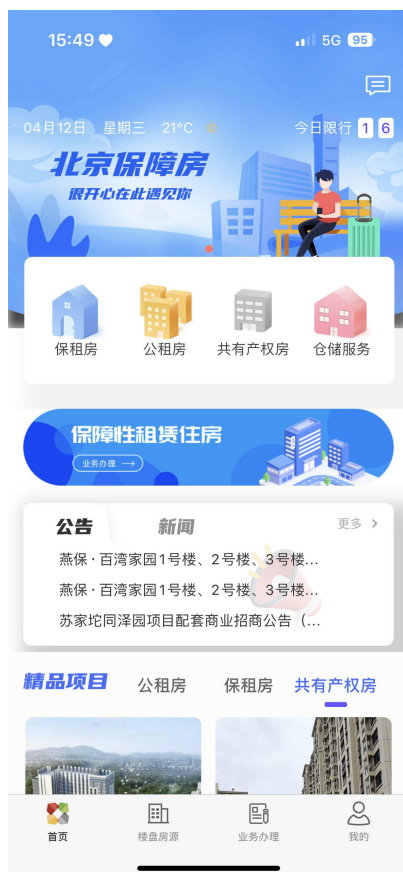 15:49
5G 95
04月12日 星期三 21°C
今日限行 1 6
北京保障房
很开心在此遇见你
保租房
公租房
共有产权房
仓储服务
保障性租赁住房
业务办理 →
公告
新闻
更多 >
燕保·百湾家园1号楼、2号楼、3号楼...
燕保·百湾家园1号楼、2号楼、3号楼...
苏家坨同泽园项目配套商业招商公告（...
精品项目
公租房
保租房
共有产权房
首页
楼盘房源
业务办理
我的